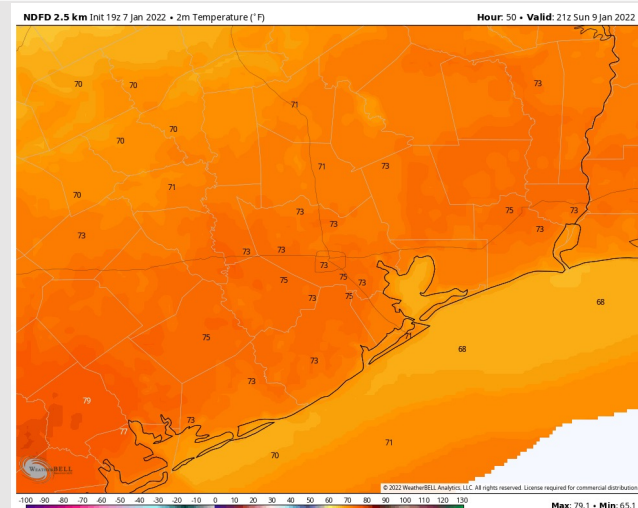 NDFD 2.5 km Init 19z 7 Jan 2022 • 2m Temperature (°F) Hour: 50 • Valid: 21z Sun 9 Jan 2022
70 70 73
71
70
70
71 73
71
70
73 75 73
73 73
73
73 73
73
75 75 73
73 75
68
75 71
68
73
73
79
73
77
71
70
WEATHERBELL
© 2022 WeatherBELL Analytics, LLC. All rights reserved. License required for commercial distribution.
-100 -90 -80 -70 -60 -50 -40 -30 -20 -10 0 10 20 30 40 50 60 70 80 90 100 110 120 130
Max: 79.1 • Min: 65.1